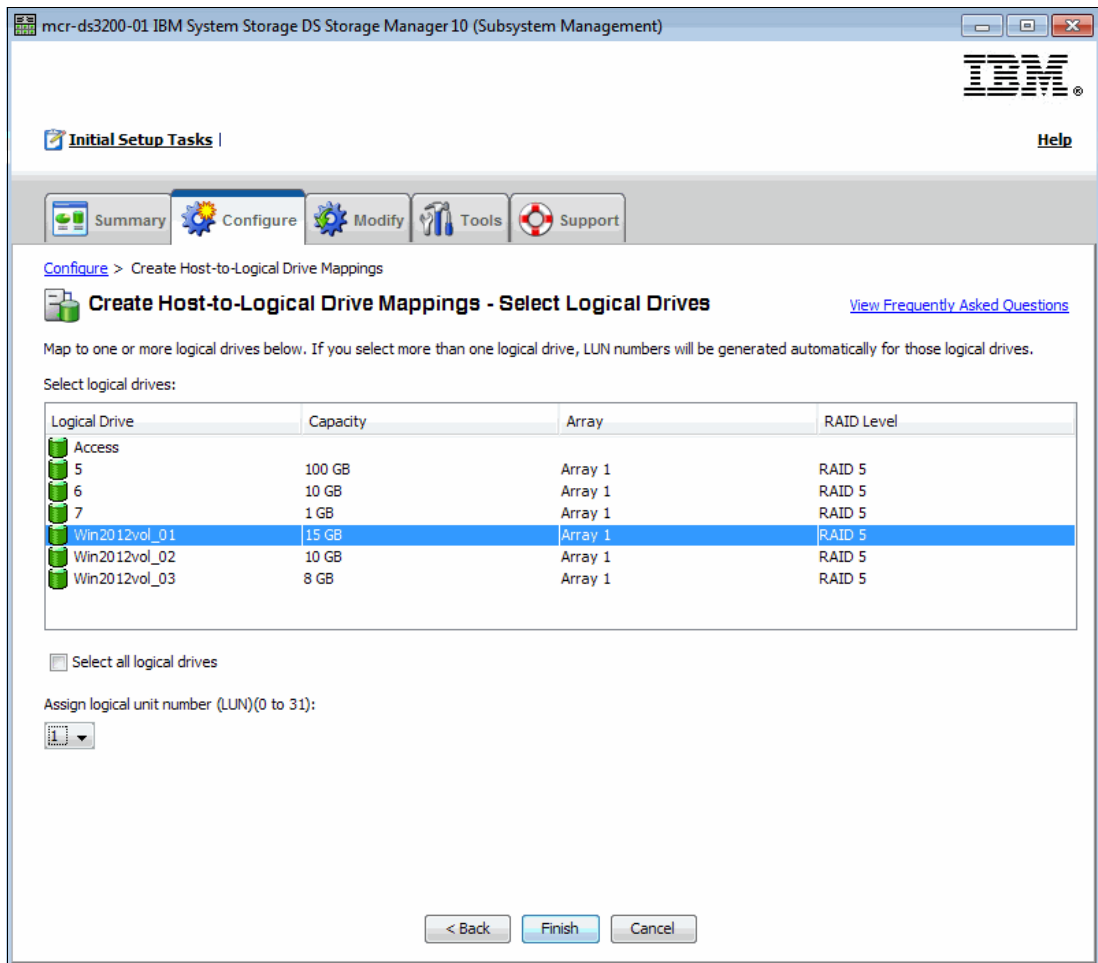 mcr-ds3200-01 IBM System Storage DS Storage Manager 10 (Subsystem Management)
IBM®
Initial Setup Tasks | Help
Summary Configure Modify Tools Support
Configure > Create Host-to-Logical Drive Mappings
Create Host-to-Logical Drive Mappings - Select Logical Drives View Frequently Asked Questions
Map to one or more logical drives below. If you select more than one logical drive, LUN numbers will be generated automatically for those logical drives.
Select logical drives:
Logical Drive Capacity Array RAID Level
Access
5 100 GB Array 1 RAID 5
6 10 GB Array 1 RAID 5
7 1 GB Array 1 RAID 5
Win2012vol_01 15 GB Array 1 RAID 5
Win2012vol_02 10 GB Array 1 RAID 5
Win2012vol_03 8 GB Array 1 RAID 5
Select all logical drives
Assign logical unit number (LUN)(0 to 31):
1
< Back Finish Cancel